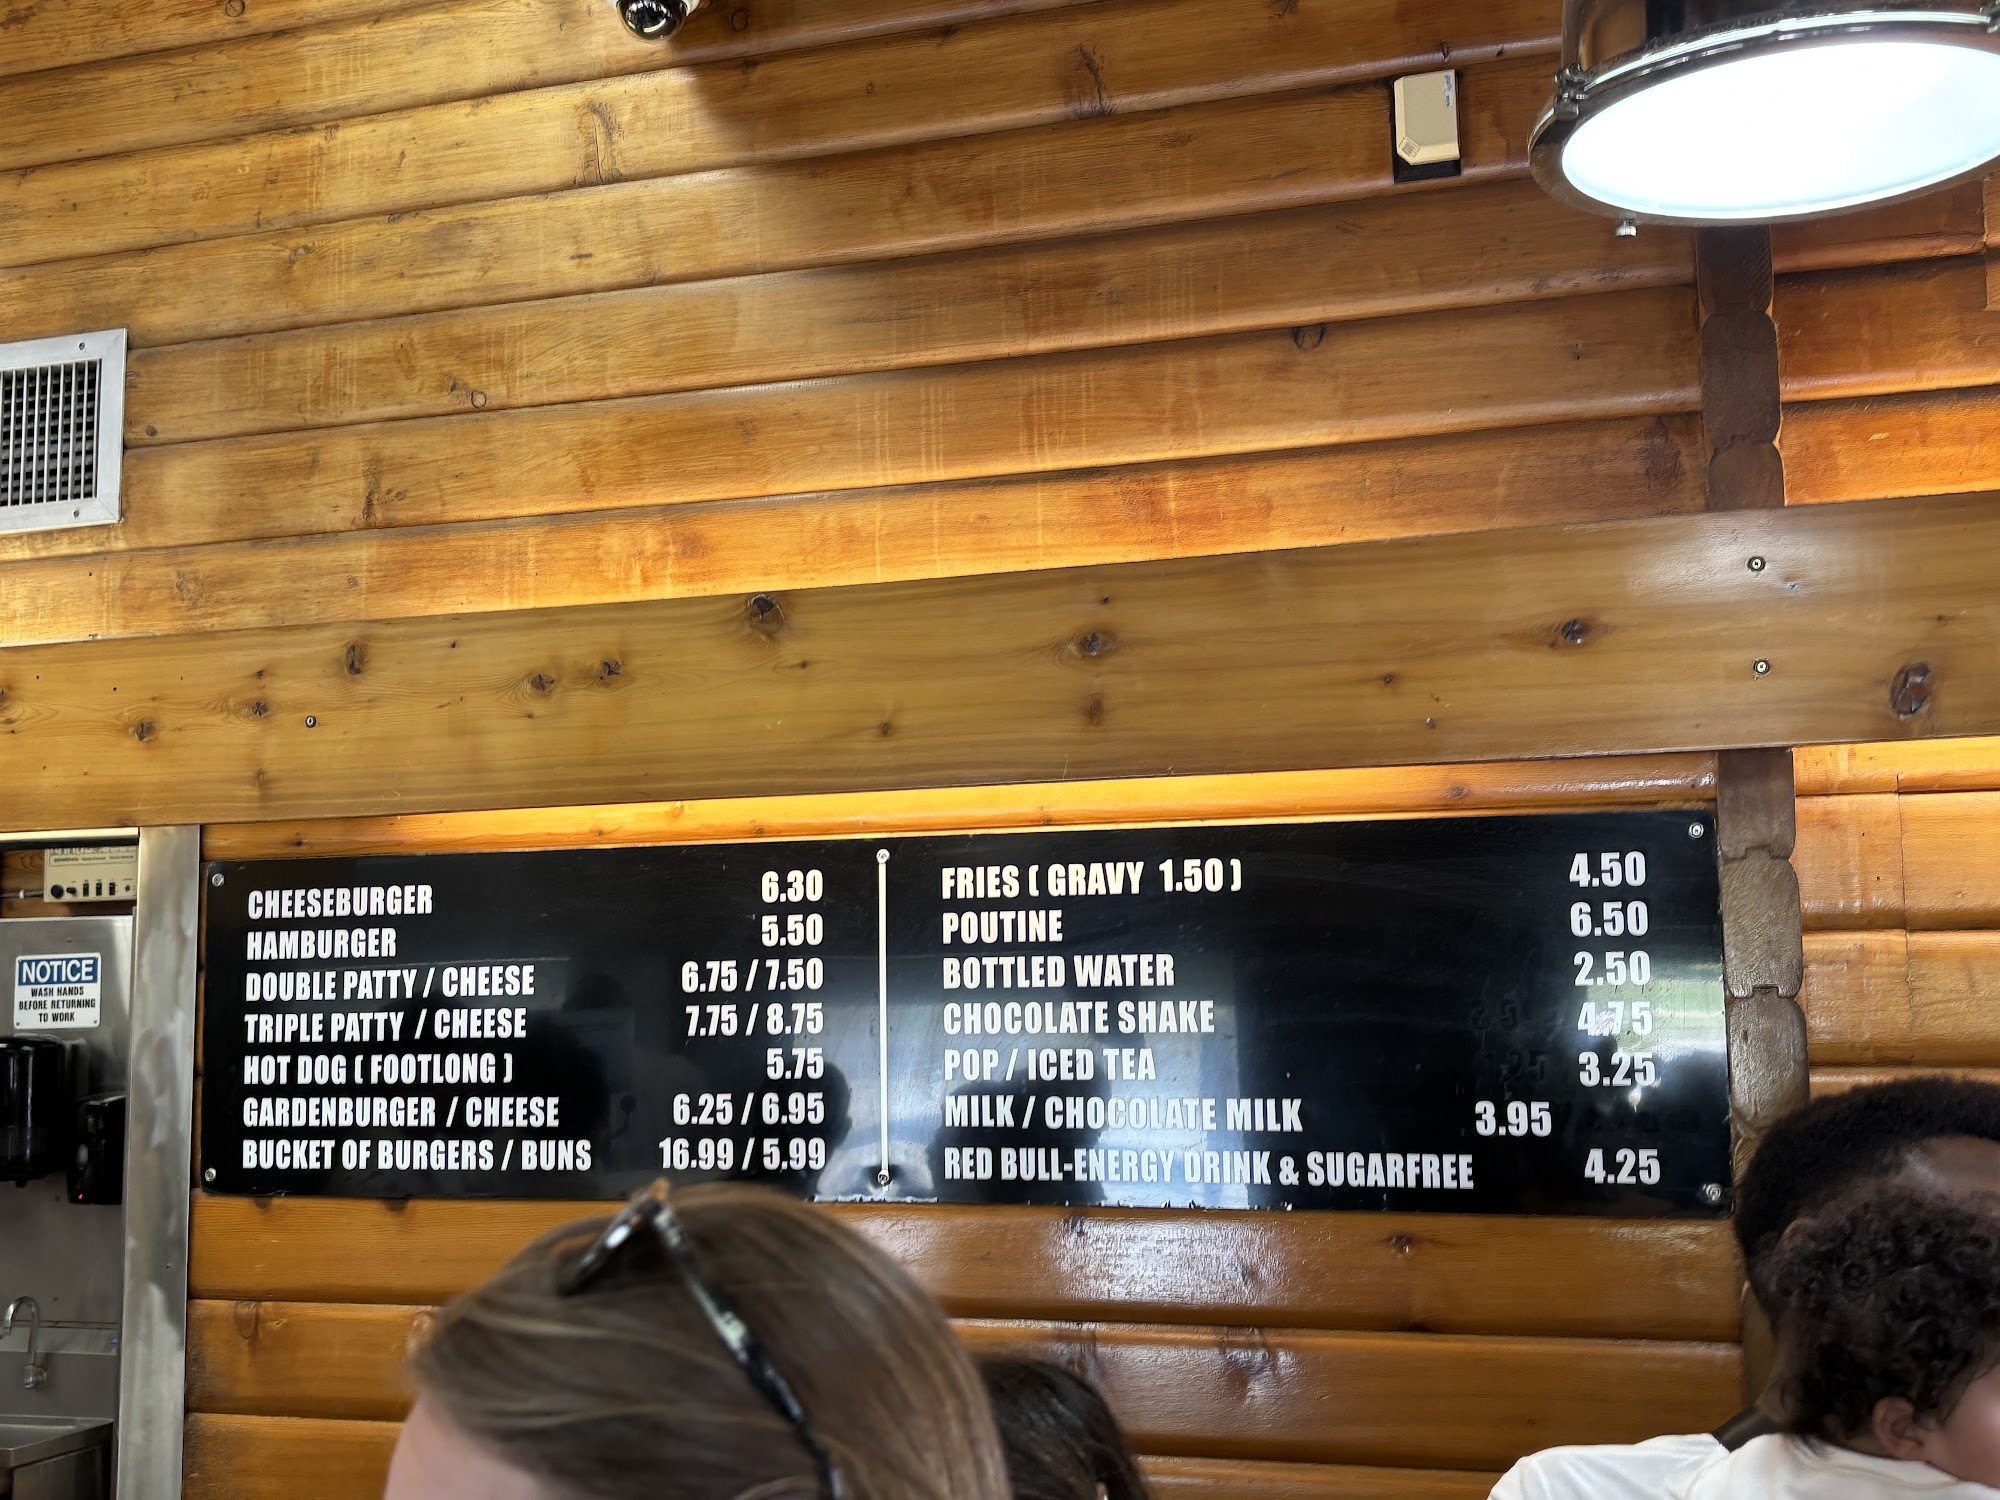 NOTICE
WASH HANDS
BEFORE RETURNING
TO WORK
CHEESEBURGER 6.30
HAMBURGER 5.50
DOUBLE PATTY / CHEESE 6.75 / 7.50
TRIPLE PATTY / CHEESE 7.75 / 8.75
HOT DOG ( FOOTLONG ) 5.75
GARDENBURGER / CHEESE 6.25 / 6.95
BUCKET OF BURGERS / BUNS 16.99 / 5.99
FRIES ( GRAVY 1.50 ) 4.50
POUTINE 6.50
BOTTLED WATER 2.50
CHOCOLATE SHAKE 4.75
POP / ICED TEA 3.25
MILK / CHOCOLATE MILK 3.95
RED BULL-ENERGY DRINK & SUGARFREE 4.25